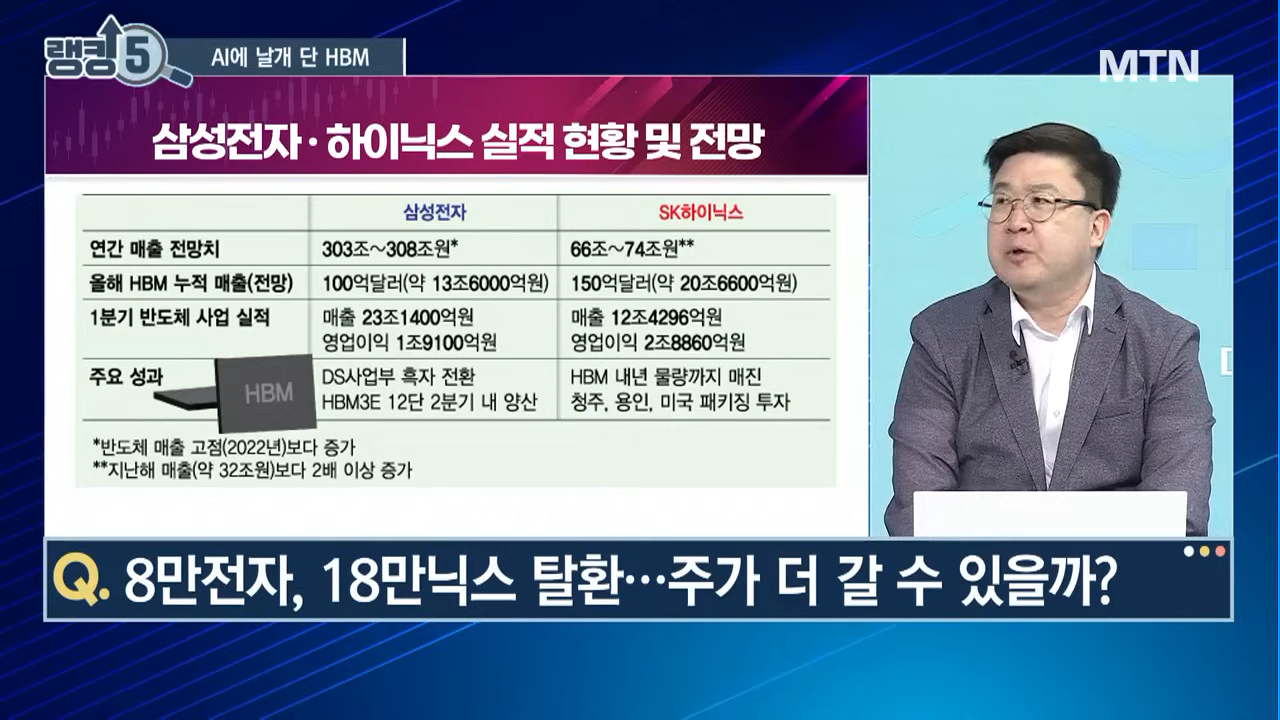 랭킹5
AI에 날개 단 HBM
MTN
삼성전자·하이닉스 실적 현황 및 전망
삼성전자 SK하이닉스
연간 매출 전망치 303조~308조원* 66조~74조원**
올해 HBM 누적 매출(전망) 100억달러(약 13조6000억원) 150억달러(약 20조6600억원)
1분기 반도체 사업 실적 매출 23조1400억원 매출 12조4296억원
영업이익 1조9100억원 영업이익 2조8860억원
주요 성과 DS사업부 흑자 전환 HBM 내년 물량까지 매진
HBM3E 12단 2분기 내 양산 청주, 용인, 미국 패키징 투자
HBM
*반도체 매출 고점(2022년)보다 증가
**지난해 매출(약 32조원)보다 2배 이상 증가
Q. 8만전자, 18만닉스 탈환…주가 더 갈 수 있을까?